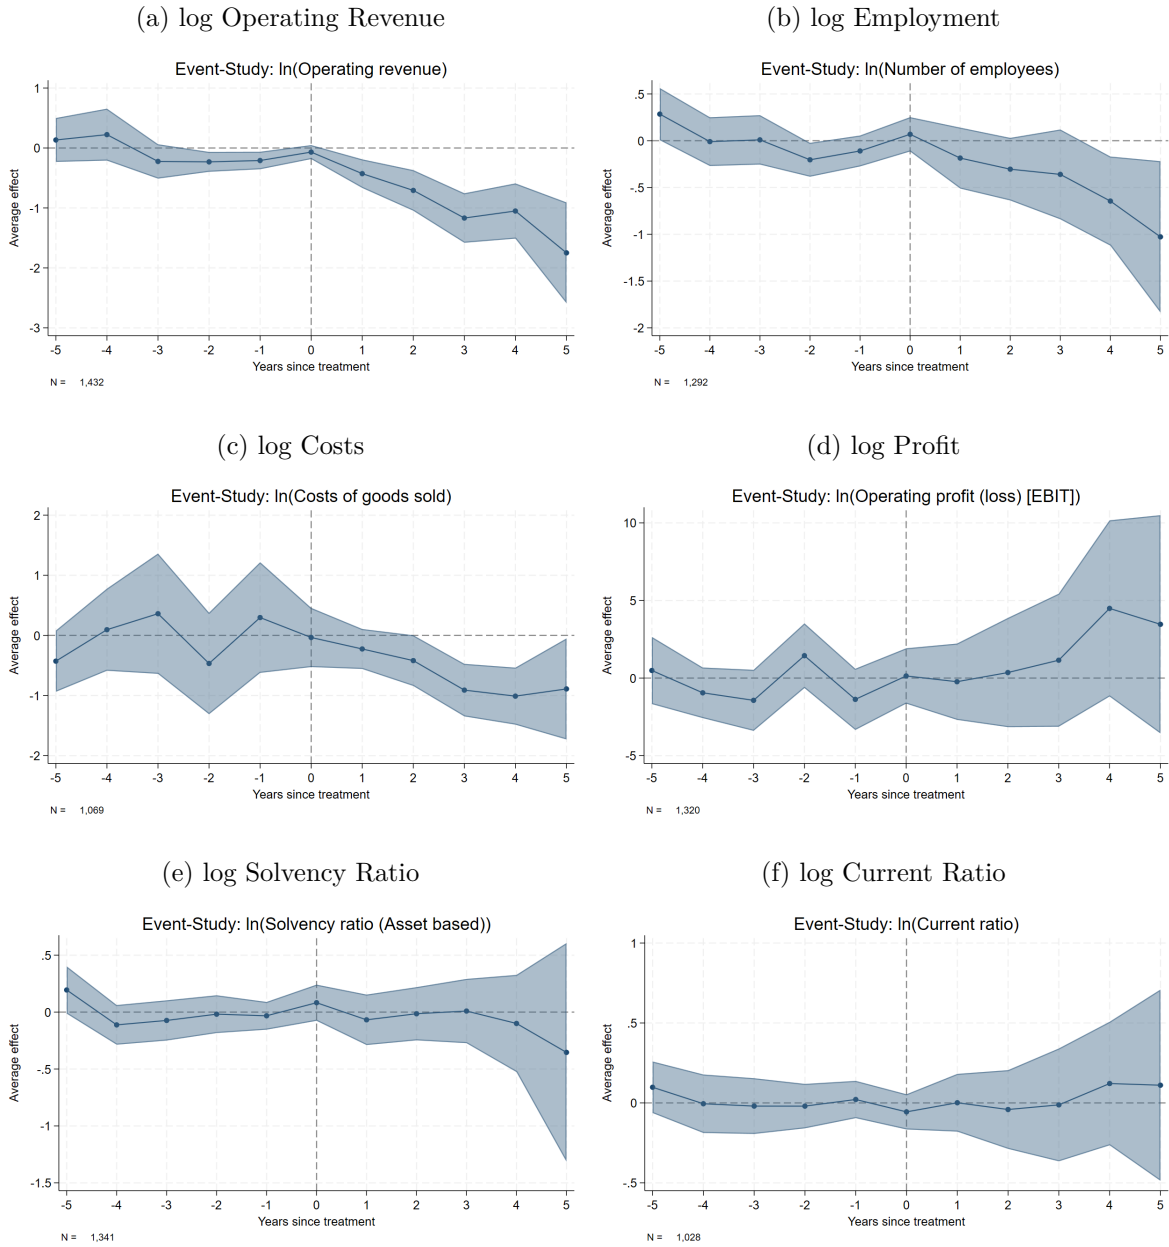 (a) log Operating Revenue
Event-Study: ln(Operating revenue)
1
0
-1
-2
-3
Average effect
-5 -4 -3 -2 -1 0 1 2 3 4 5
Years since treatment
N = 1,432
(b) log Employment
Event-Study: ln(Number of employees)
.5
0
-.5
-1
-1.5
-2
Average effect
-5 -4 -3 -2 -1 0 1 2 3 4 5
Years since treatment
N = 1,292
(c) log Costs
Event-Study: ln(Costs of goods sold)
2
1
0
-1
-2
Average effect
-5 -4 -3 -2 -1 0 1 2 3 4 5
Years since treatment
N = 1,069
(d) log Profit
Event-Study: ln(Operating profit (loss) [EBIT])
10
5
0
-5
Average effect
-5 -4 -3 -2 -1 0 1 2 3 4 5
Years since treatment
N = 1,320
(e) log Solvency Ratio
Event-Study: ln(Solvency ratio (Asset based))
.5
0
-.5
-1
-1.5
Average effect
-5 -4 -3 -2 -1 0 1 2 3 4 5
Years since treatment
N = 1,341
(f) log Current Ratio
Event-Study: ln(Current ratio)
1
.5
0
-.5
Average effect
-5 -4 -3 -2 -1 0 1 2 3 4 5
Years since treatment
N = 1,028